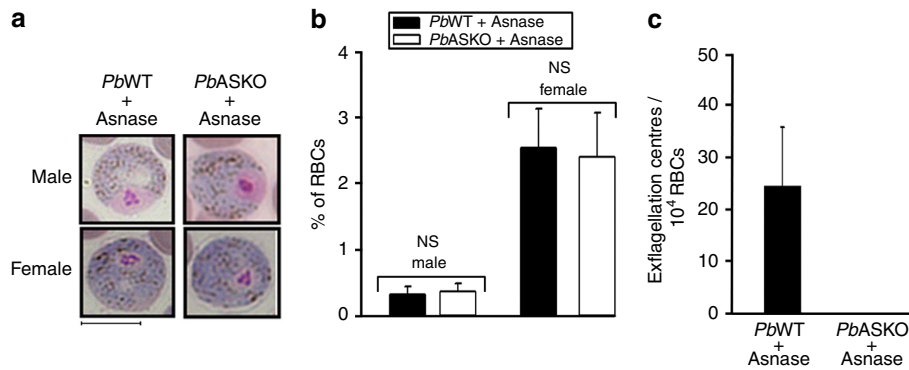 a
PbWT
+
Asnase
PbASKO
+
Asnase
Male
Female
b
PbWT + Asnase
PbASKO + Asnase
% of RBCs
4
3
2
1
0
NS
male
NS
female
c
Exflagellation centres /
10⁴ RBCs
50
40
30
20
10
0
PbWT
+
Asnase
PbASKO
+
Asnase